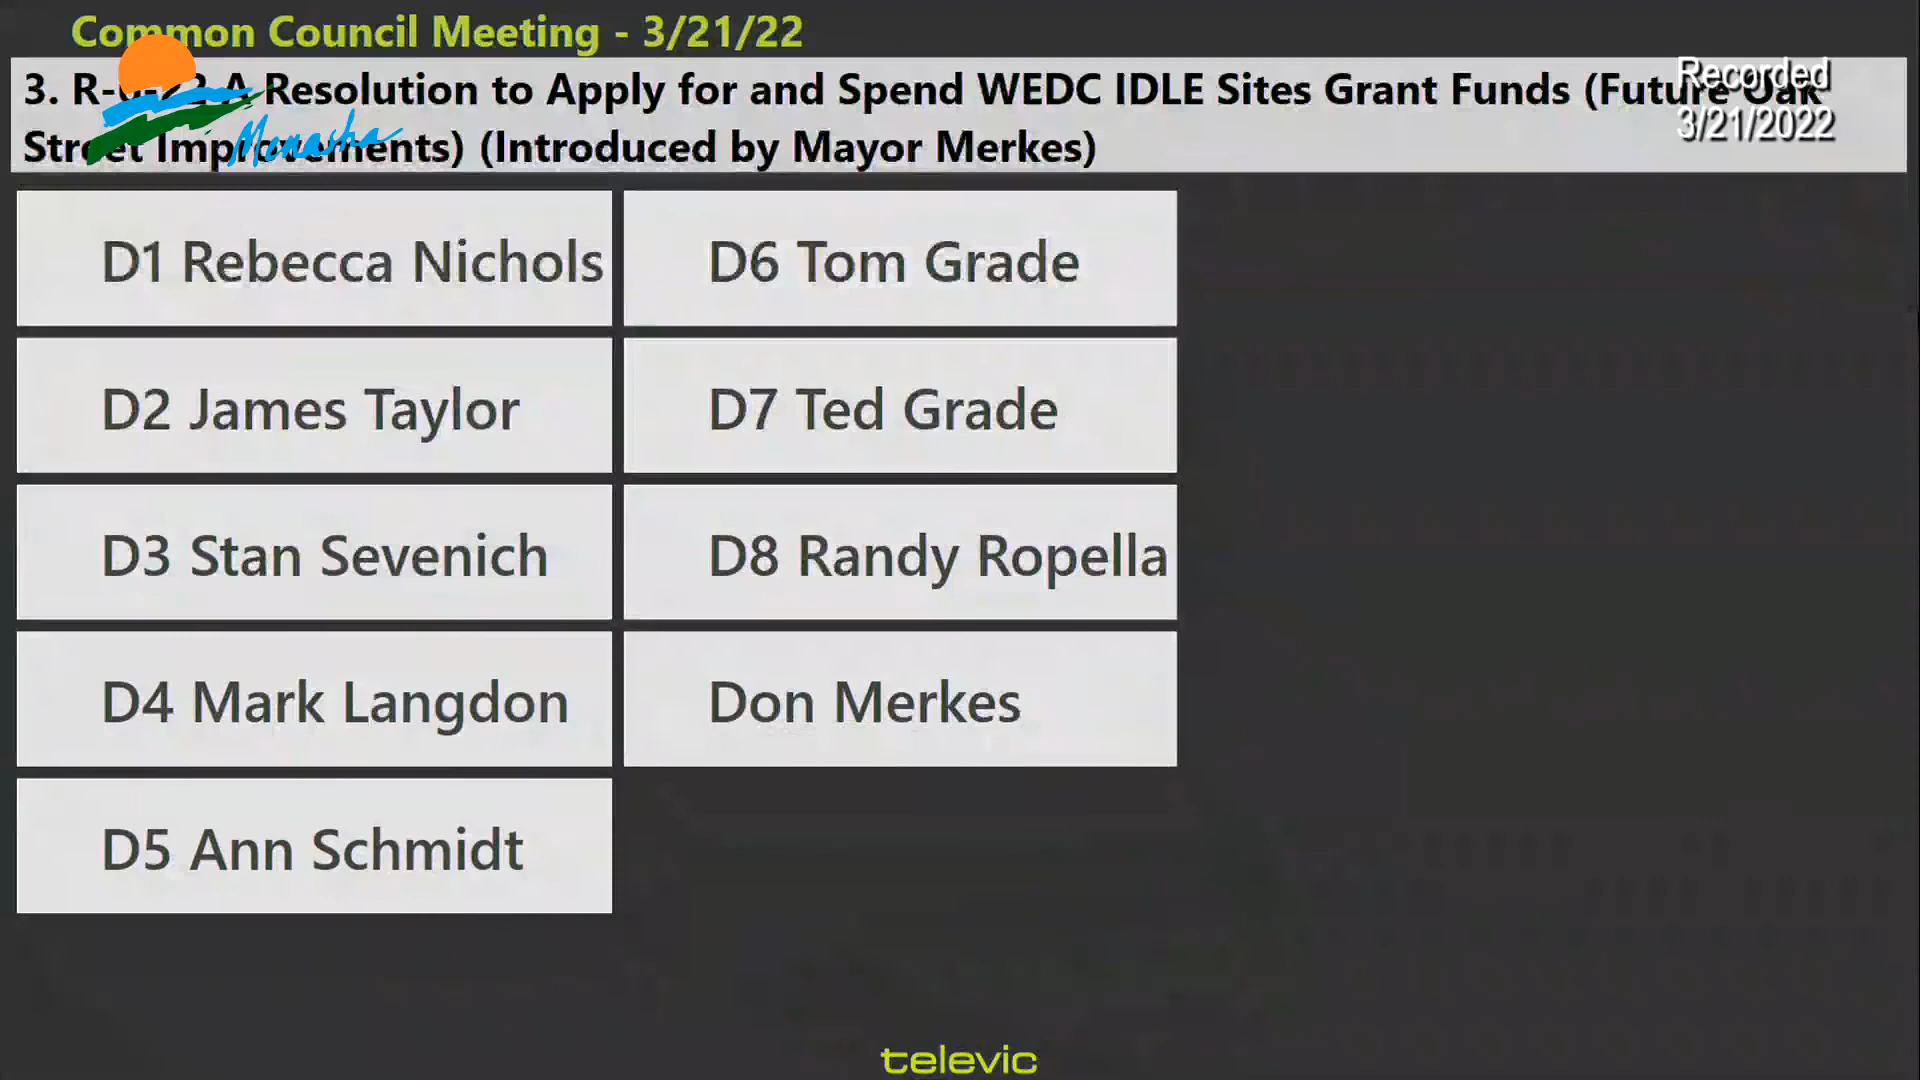 Common Council Meeting - 3/21/22
3. A Resolution to Apply for and Spend WEDC IDLE Sites Grant Funds (Future Oak
Street Improvements) (Introduced by Mayor Merkes)
Menasha
Recorded
3/21/2022
D1 Rebecca Nichols
D2 James Taylor
D3 Stan Sevenich
D4 Mark Langdon
D5 Ann Schmidt
D6 Tom Grade
D7 Ted Grade
D8 Randy Ropella
Don Merkes
televic